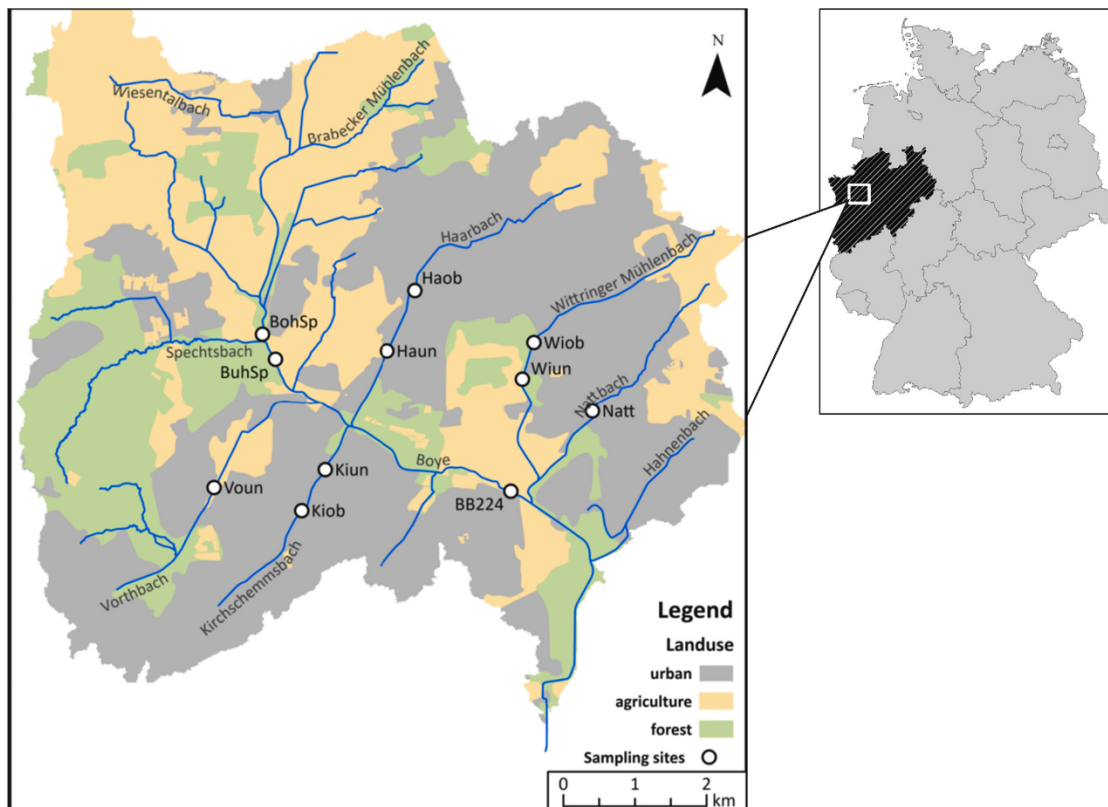 N
Wiesentalbach
Brabecker Mühlenbach
Haarbach
Haob
Wittringer Mühlenbach
BohSp
Wiob
Spechtsbach
Haun
BuhSp
Wiun
Nattbach
Natt
Hahnenbach
Kiun
Boye
Voun
BB224
Kiob
Vorthbach
Kirchschemmsbach
Legend
Landuse
urban
agriculture
forest
Sampling sites
0 1 2
km